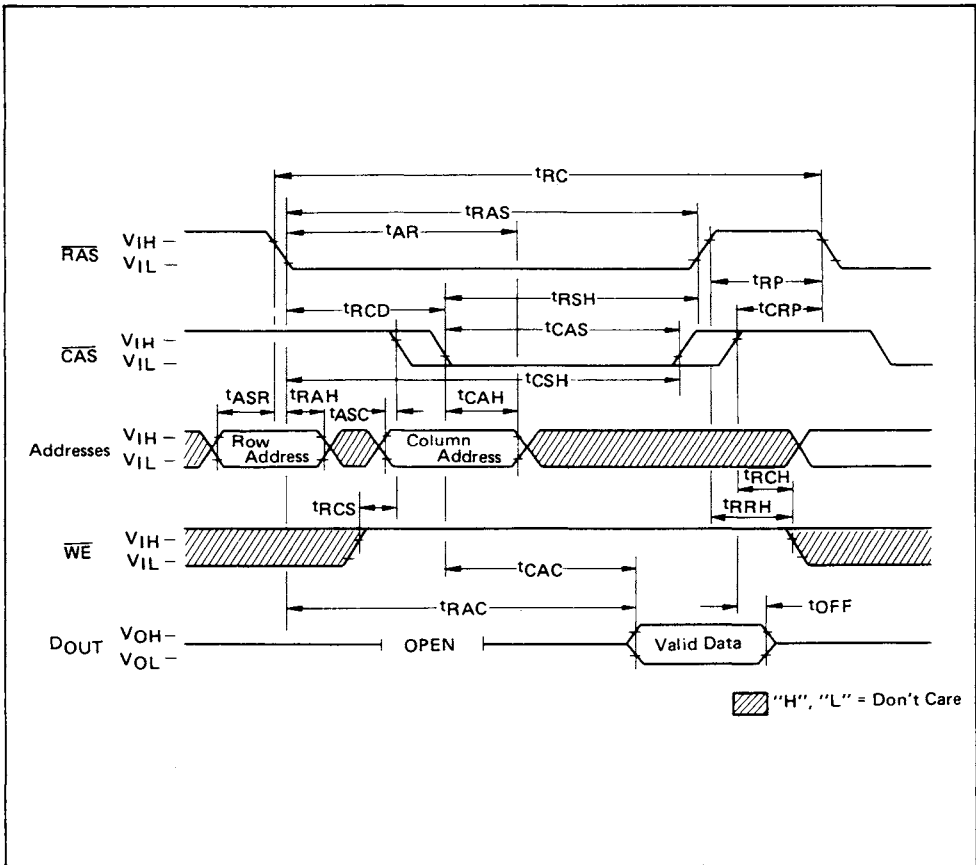 tRC
tRAS
tAR
RAS VIH
VIL
tRP
tRSH
tRCD
tCRP
tCAS
CAS VIH
VIL
tCSH
tASR tRAH tASC tCAH
Addresses VIH
VIL
Row Address
Column Address
tRCH
tRCS
tRRH
WE VIH
VIL
tCAC
tRAC
tOFF
DOUT VOH
VOL
OPEN
Valid Data
"H", "L" = Don't Care